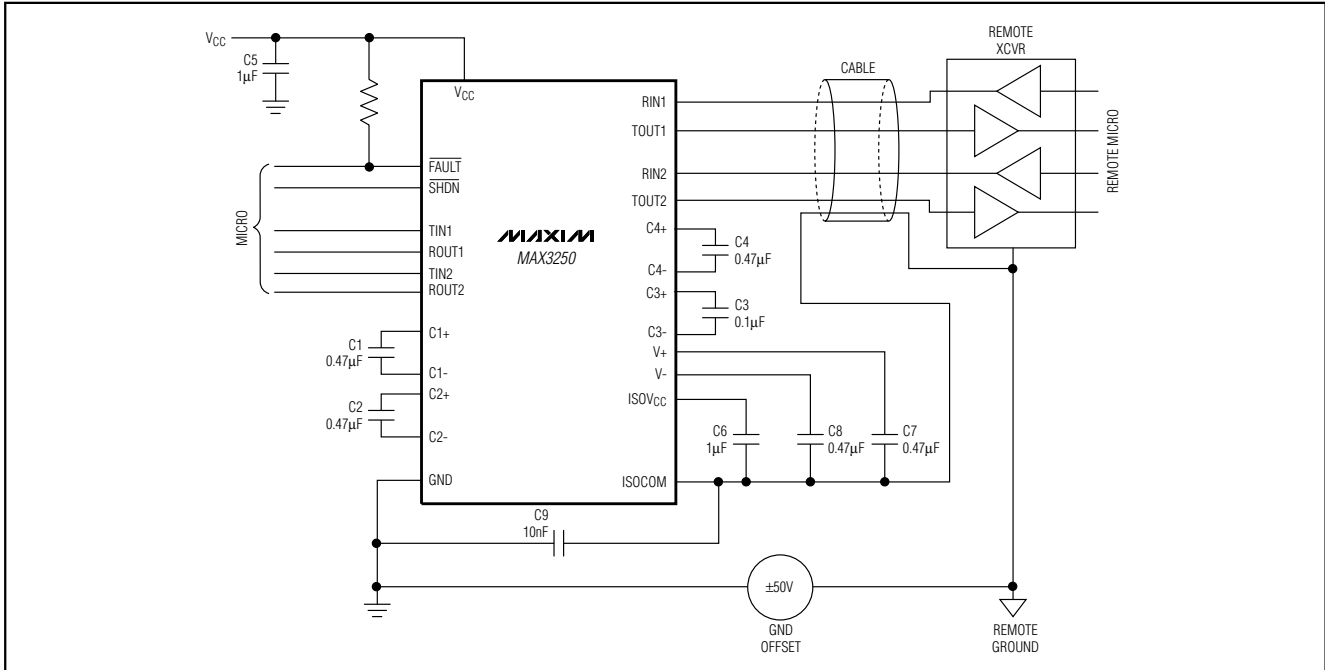 VCC
C5
1µF
VCC
FAULT
SHDN
TIN1
ROUT1
TIN2
ROUT2
MICRO
C1+
C1
0.47µF
C1-
C2+
C2
0.47µF
C2-
GND
MAXIM
MAX3250
RIN1
TOUT1
RIN2
TOUT2
C4+
C4
0.47µF
C4-
C3+
C3
0.1µF
C3-
V+
V-
ISOVCC
C6
1µF
C8
0.47µF
C7
0.47µF
ISOCOM
C9
10nF
CABLE
REMOTE
XCVR
REMOTE MICRO
±50V
GND
OFFSET
REMOTE
GROUND